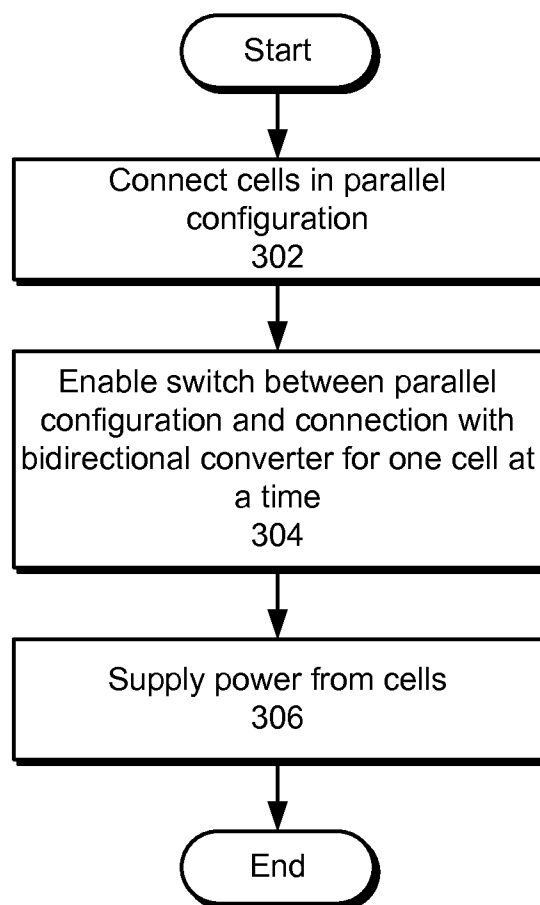 Start
Connect cells in parallel
configuration
302
Enable switch between parallel
configuration and connection with
bidirectional converter for one cell at
a time
304
Supply power from cells
306
End